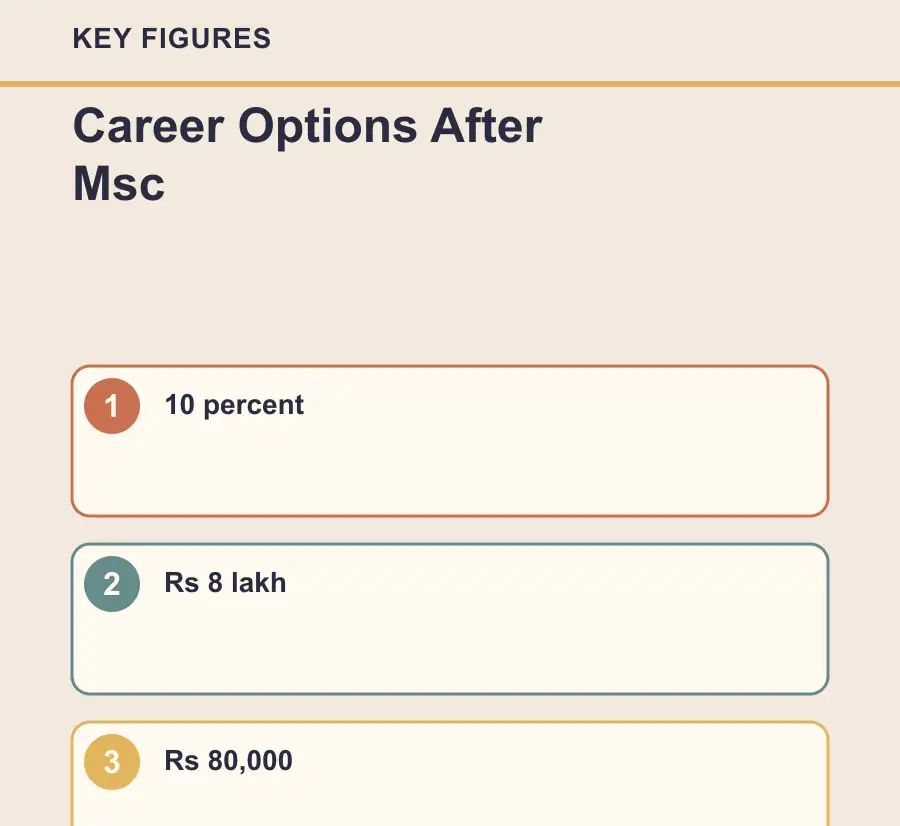 KEY FIGURES
Career Options After
Msc
1 10 percent
2 Rs 8 lakh
3 Rs 80,000